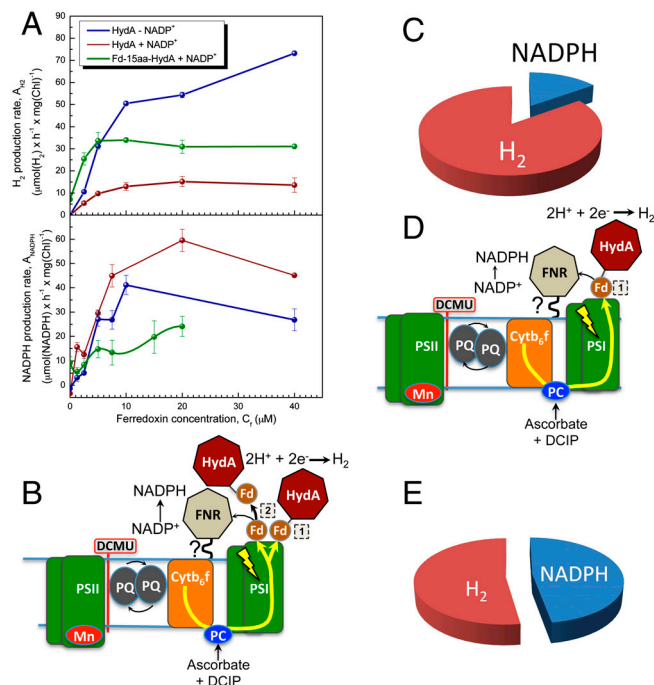 A
HydA - NADP⁺
HydA + NADP⁺
Fd-15aa-HydA + NADP⁺
H₂ production rate, A_H2
(μmol(H₂) x h⁻¹ x mg(Chl)⁻¹)
90
80
70
60
50
40
30
20
10
0
NADPH production rate, A_NADPH
(μmol(NADPH) x h⁻¹ x mg(Chl)⁻¹)
60
50
40
30
20
10
0
0 10 20 30 40
Ferredoxin concentration, C_f (μM)
B
HydA
2H⁺ + 2e⁻ → H₂
HydA
Fd
2
NADPH
NADP⁺
FNR
Fd
Fd
1
?
DCMU
PSII
PQ
PQ
Cytb₆f
PSI
Mn
PC
Ascorbate
+ DCIP
C
NADPH
H₂
D
2H⁺ + 2e⁻ → H₂
HydA
NADPH
NADP⁺
FNR
Fd
1
?
DCMU
PSII
PQ
PQ
Cytb₆f
PSI
Mn
PC
Ascorbate
+ DCIP
E
H₂
NADPH